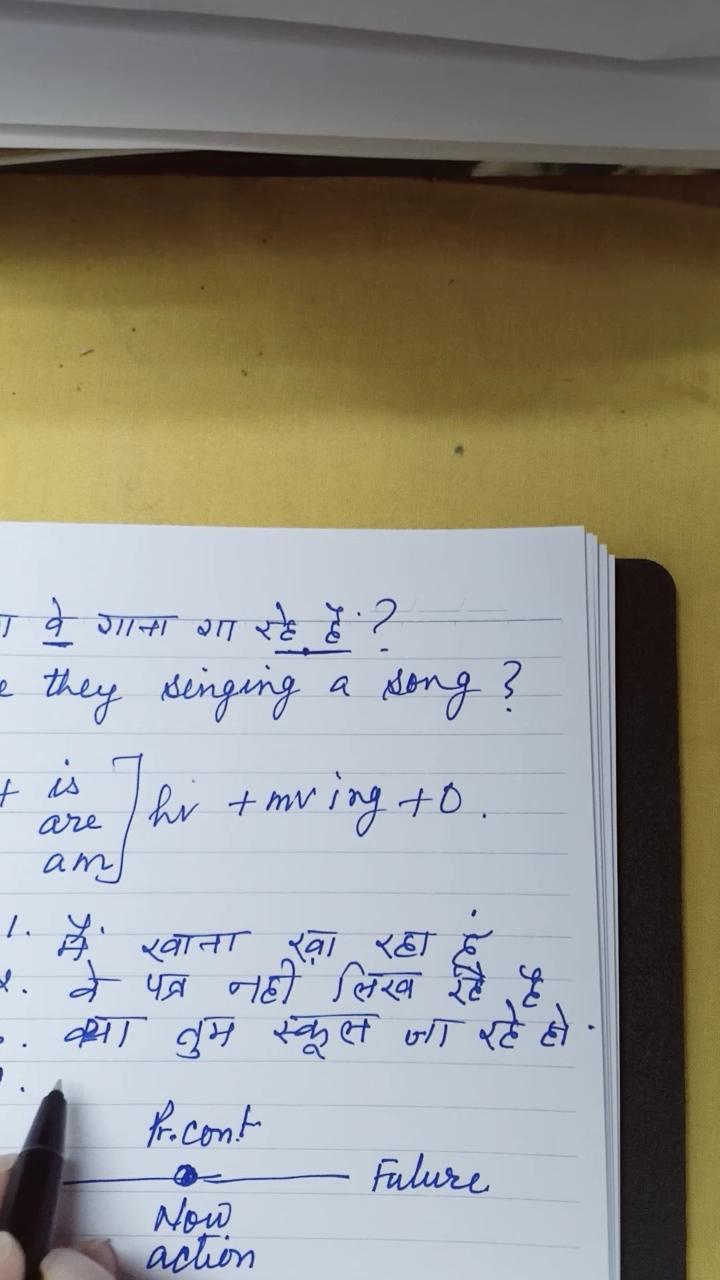 वे गाना गा रहे हैं ?
they singing a song ?
is
are
am
hv + mv ing + O .
1. मैं खाना खा रहा हूं
2. वे पत्र नही लिख रहे है
क्या तुम स्कूल जा रहे हो .
Pr. cont
Future
Now
action